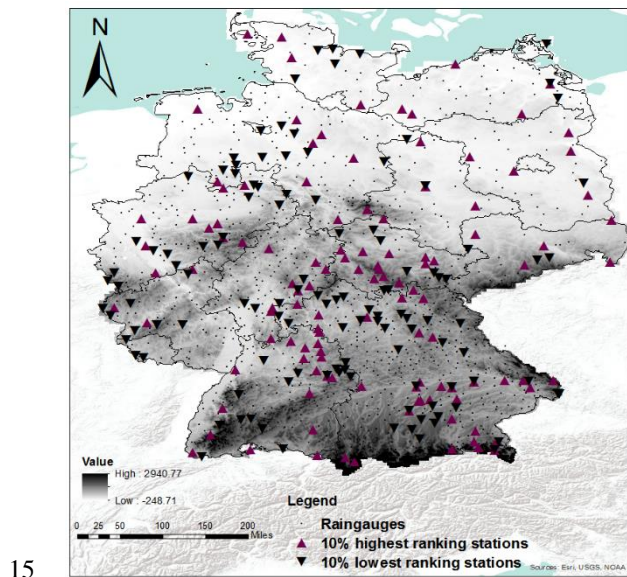 N
Value
High : 2940.77
Low : -248.71
0 25 50 100 150 200
Miles
Legend
Raingauges
10% highest ranking stations
10% lowest ranking stations
Sources: Esri, USGS, NOAA
15